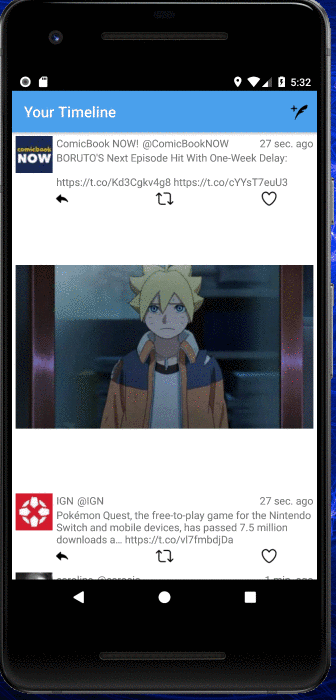 5:32
Your Timeline
comicbook
NOW
ComicBook NOW! @ComicBookNOW 27 sec. ago
BORUTO'S Next Episode Hit With One-Week Delay:
https://t.co/Kd3Cgkv4g8 https://t.co/cYYsT7euU3
IGN @IGN 27 sec. ago
Pokémon Quest, the free-to-play game for the Nintendo
Switch and mobile devices, has passed 7.5 million
downloads a… https://t.co/vl7fmbdjDa
1 min. ago